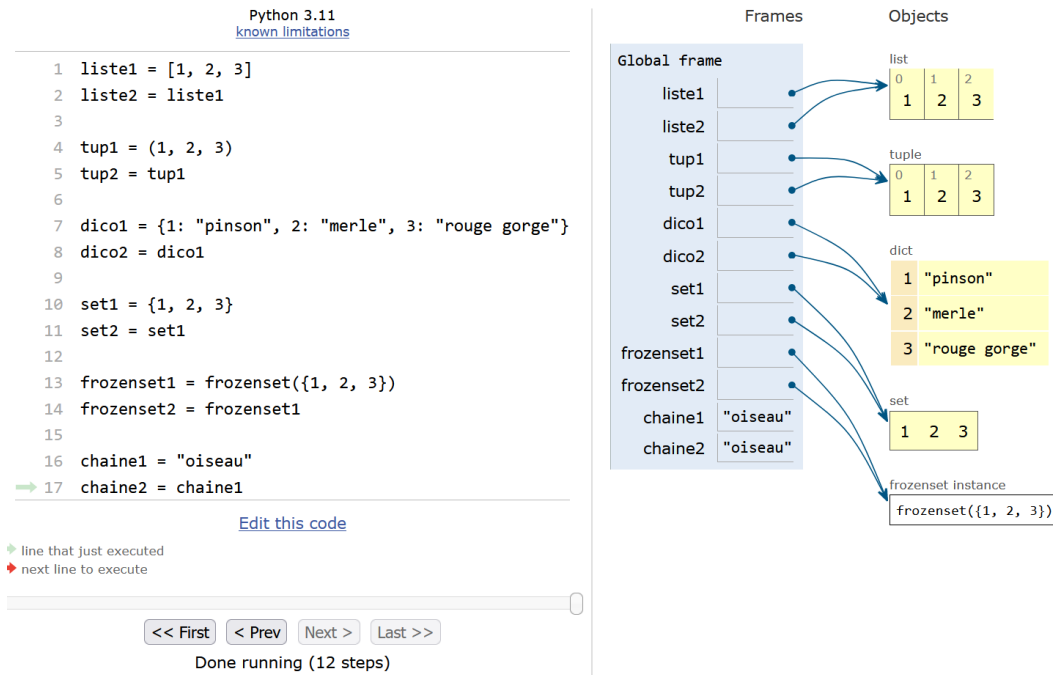 Python 3.11
known limitations
1 liste1 = [1, 2, 3]
2 liste2 = liste1
3
4 tup1 = (1, 2, 3)
5 tup2 = tup1
6
7 dico1 = {1: "pinson", 2: "merle", 3: "rouge gorge"}
8 dico2 = dico1
9
10 set1 = {1, 2, 3}
11 set2 = set1
12
13 frozenset1 = frozenset({1, 2, 3})
14 frozenset2 = frozenset1
15
16 chaine1 = "oiseau"
17 chaine2 = chaine1
Edit this code
line that just executed
next line to execute
<< First < Prev Next > Last >>
Done running (12 steps)
Frames Objects
Global frame
liste1
liste2
tup1
tup2
dico1
dico2
set1
set2
frozenset1
frozenset2
chaine1 "oiseau"
chaine2 "oiseau"
list
0 1 2
1 2 3
tuple
0 1 2
1 2 3
dict
1 "pinson"
2 "merle"
3 "rouge gorge"
set
1 2 3
frozenset instance
frozenset({1, 2, 3})